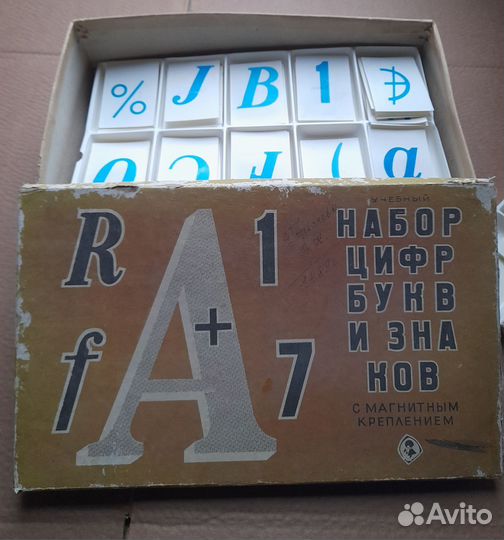 % J B 1 Э
( a
R 1
f A + 7
УЧЕБНЫЙ
НАБОР
ЦИФР
БУКВ
И ЗНА
КОВ
С МАГНИТНЫМ
КРЕПЛЕНИЕМ
Avito